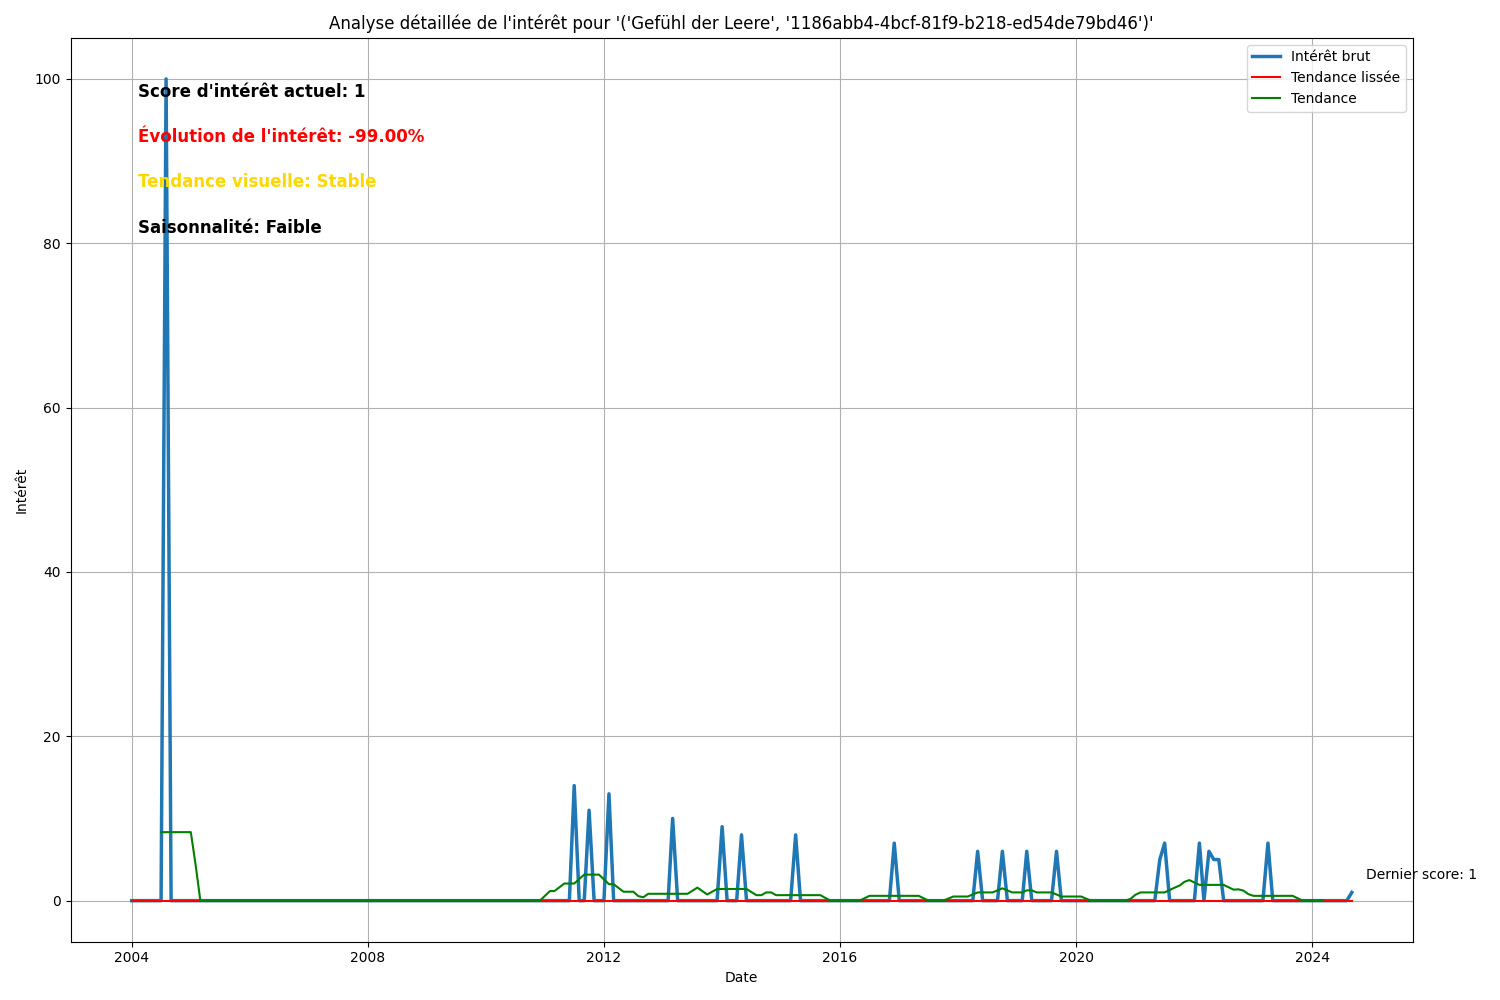 Analyse détaillée de l'intérêt pour '('Gefühl der Leere', '1186abb4-4bcf-81f9-b218-ed54de79bd46')'
Intérêt brut
Tendance lissée
Tendance
Score d'intérêt actuel: 1
Évolution de l'intérêt: -99.00%
Tendance visuelle: Stable
Saisonnalité: Faible
100
80
60
40
20
0
Intérêt
Dernier score: 1
2004 2008 2012 2016 2020 2024
Date